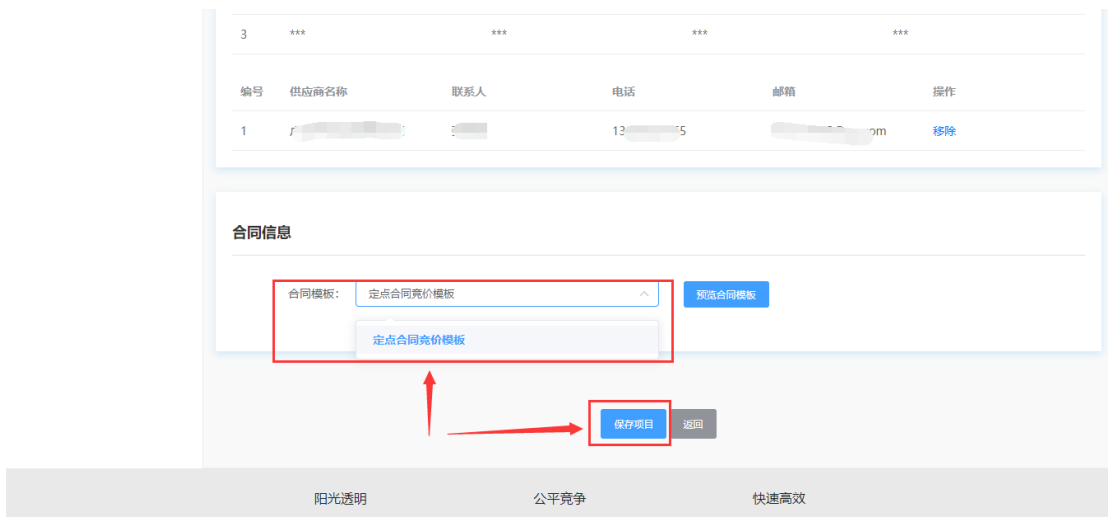 3 *** *** *** ***
编号 供应商名称 联系人 电话 邮箱 操作
1 13 5 om 移除
合同信息
合同模板： 定点合同竞价模板 预览合同模板
定点合同竞价模板
保存项目 返回
阳光透明 公平竞争 快速高效